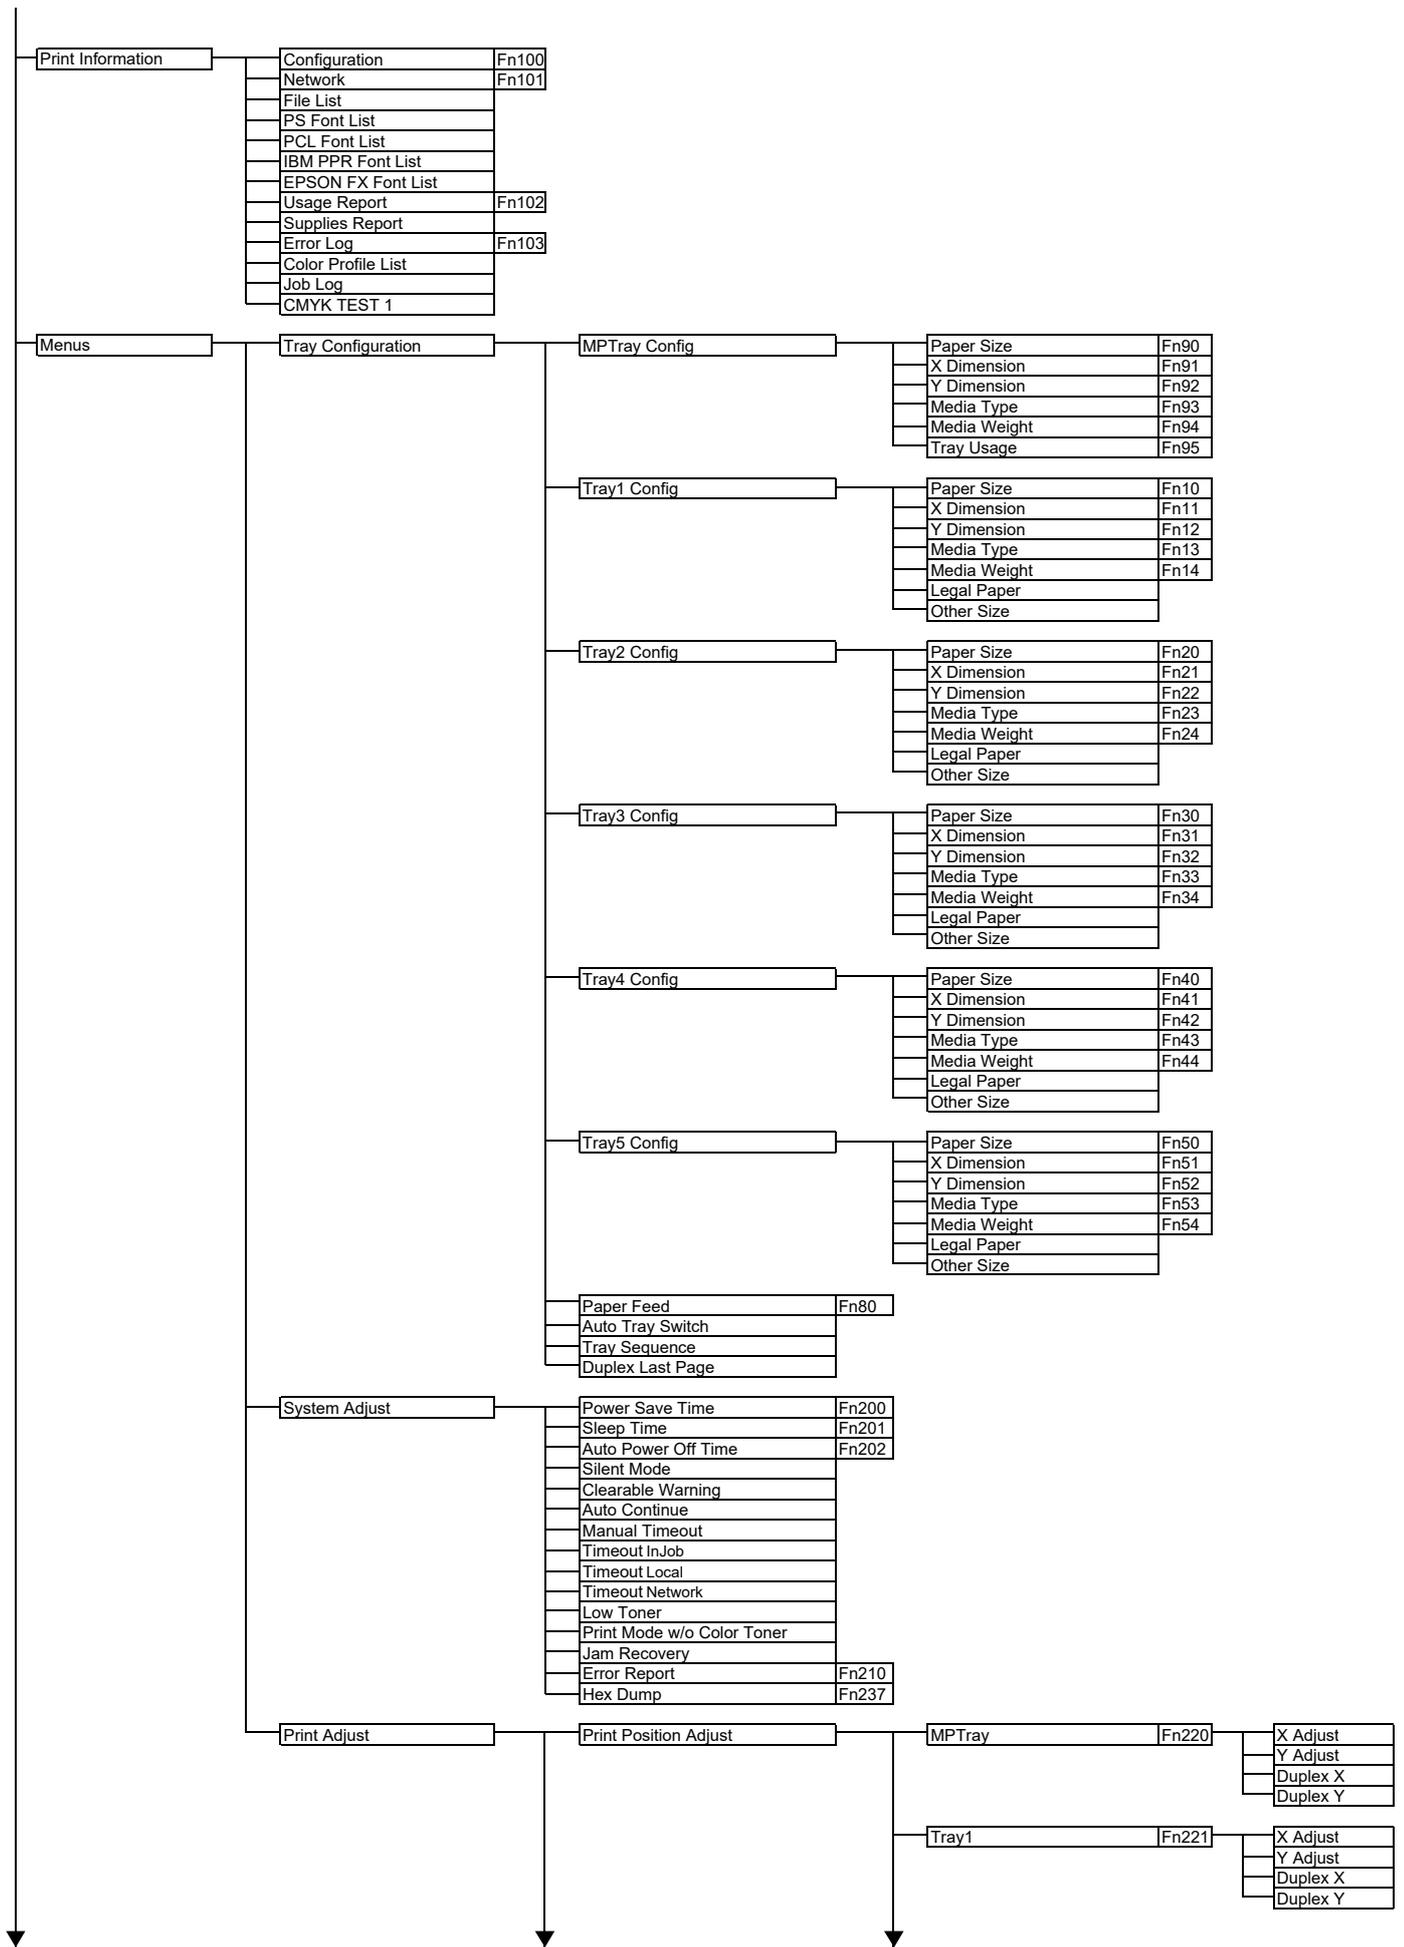 Print Information
Configuration Fn100
Network Fn101
File List
PS Font List
PCL Font List
IBM PPR Font List
EPSON FX Font List
Usage Report Fn102
Supplies Report
Error Log Fn103
Color Profile List
Job Log
CMYK TEST 1
Menus
Tray Configuration
MPTray Config
Paper Size Fn90
X Dimension Fn91
Y Dimension Fn92
Media Type Fn93
Media Weight Fn94
Tray Usage Fn95
Tray1 Config
Paper Size Fn10
X Dimension Fn11
Y Dimension Fn12
Media Type Fn13
Media Weight Fn14
Legal Paper
Other Size
Tray2 Config
Paper Size Fn20
X Dimension Fn21
Y Dimension Fn22
Media Type Fn23
Media Weight Fn24
Legal Paper
Other Size
Tray3 Config
Paper Size Fn30
X Dimension Fn31
Y Dimension Fn32
Media Type Fn33
Media Weight Fn34
Legal Paper
Other Size
Tray4 Config
Paper Size Fn40
X Dimension Fn41
Y Dimension Fn42
Media Type Fn43
Media Weight Fn44
Legal Paper
Other Size
Tray5 Config
Paper Size Fn50
X Dimension Fn51
Y Dimension Fn52
Media Type Fn53
Media Weight Fn54
Legal Paper
Other Size
Paper Feed Fn80
Auto Tray Switch
Tray Sequence
Duplex Last Page
System Adjust
Power Save Time Fn200
Sleep Time Fn201
Auto Power Off Time Fn202
Silent Mode
Clearable Warning
Auto Continue
Manual Timeout
Timeout InJob
Timeout Local
Timeout Network
Low Toner
Print Mode w/o Color Toner
Jam Recovery
Error Report Fn210
Hex Dump Fn237
Print Adjust
Print Position Adjust
MPTray Fn220
X Adjust
Y Adjust
Duplex X
Duplex Y
Tray1 Fn221
X Adjust
Y Adjust
Duplex X
Duplex Y